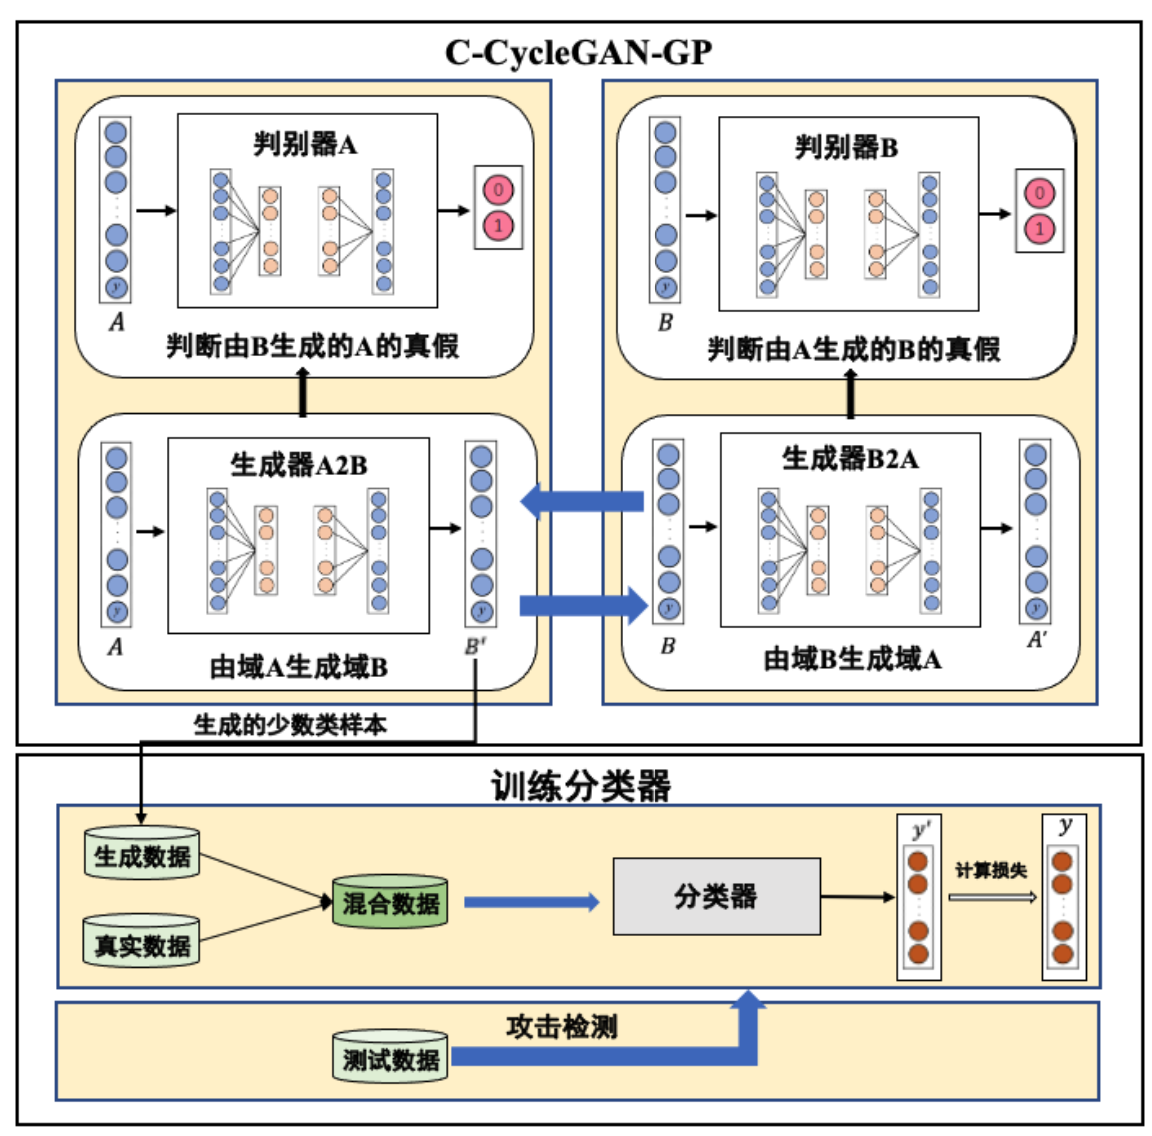 C-CycleGAN-GP
判别器A
0
1
y
A
判断由B生成的A的真假
判别器B
0
1
y
B
判断由A生成的B的真假
生成器A2B
y
y
A
B'
由域A生成域B
生成器B2A
y
B
A'
由域B生成域A
生成的少数类样本
训练分类器
生成数据
真实数据
混合数据
分类器
y'
计算损失
y
攻击检测
测试数据